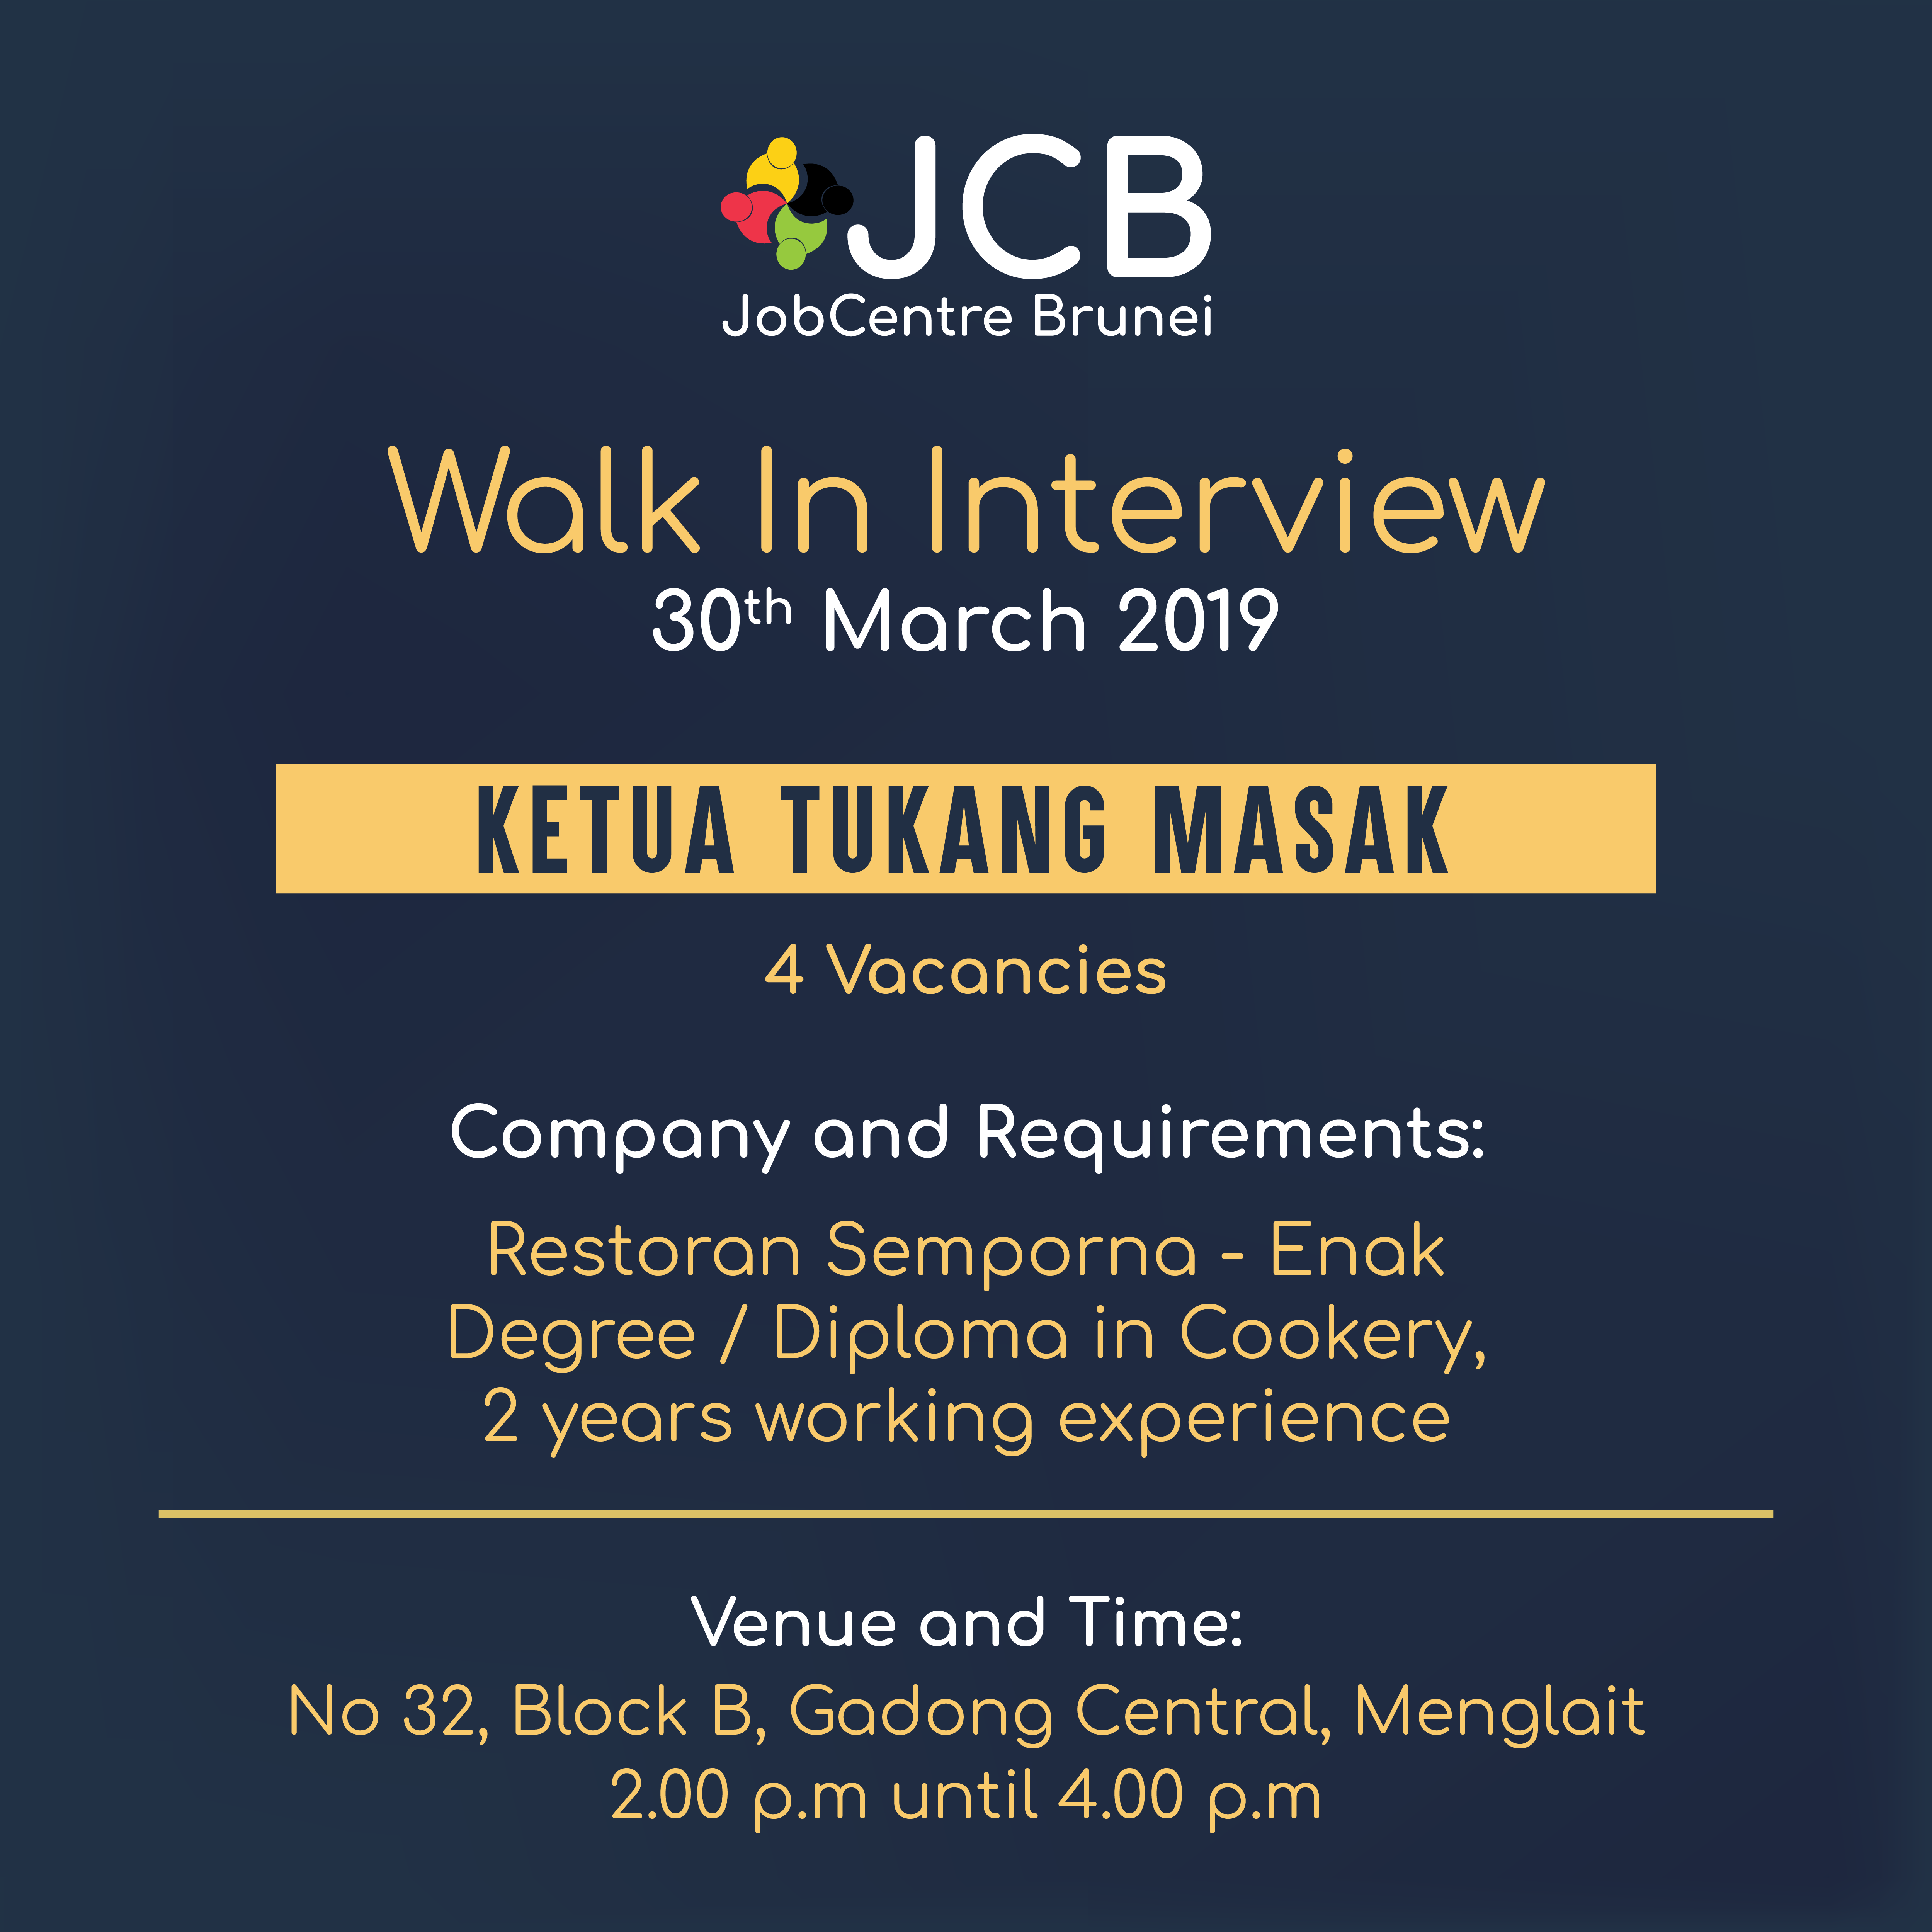 JCB
JobCentre Brunei
Walk In Interview
30th March 2019
KETUA TUKANG MASAK
4 Vacancies
Company and Requirements:
Restoran Semporna - Enak
Degree / Diploma in Cookery,
2 years working experience
Venue and Time:
No 32, Block B, Gadong Central, Menglait
2.00 p.m until 4.00 p.m